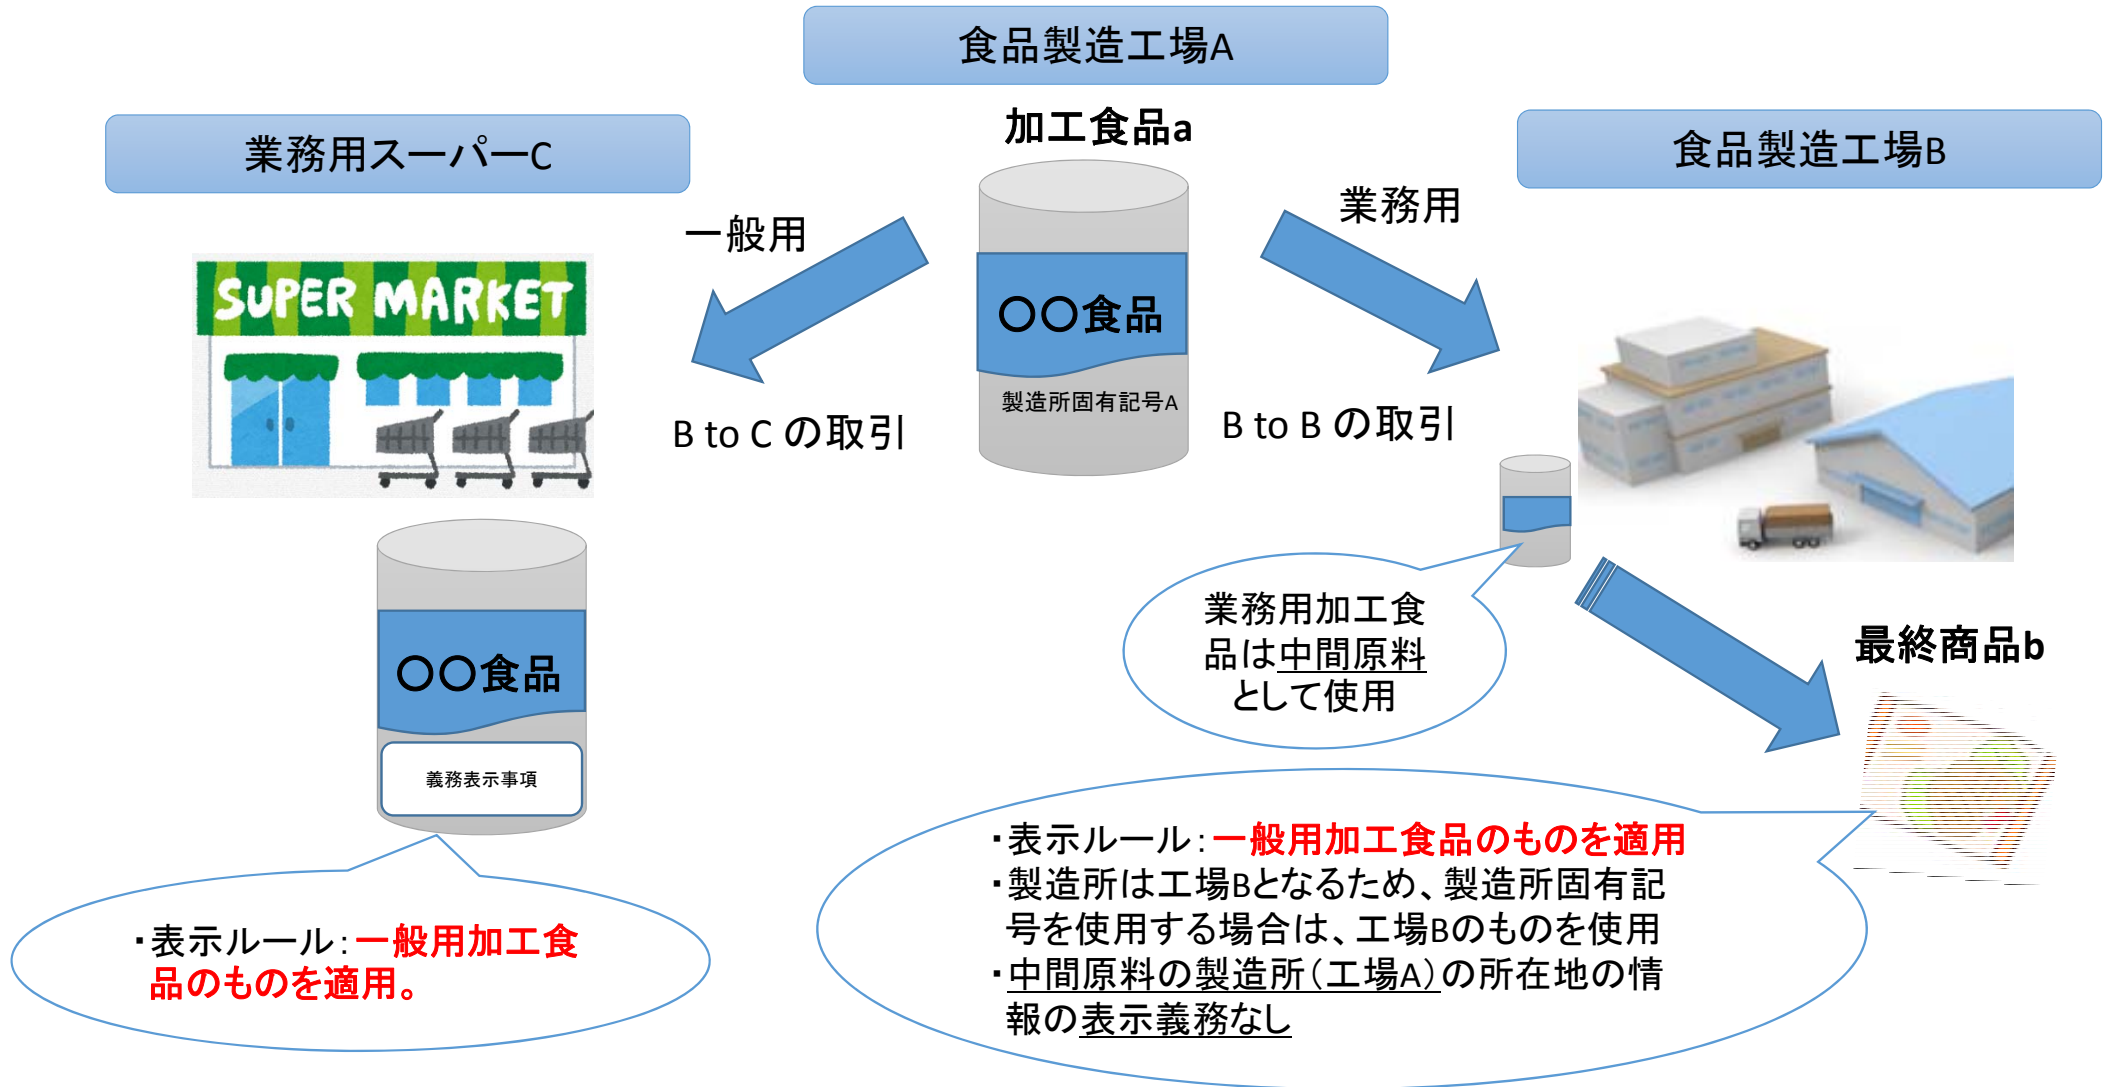 食品製造工場A
業務用スーパーC
加工食品a
食品製造工場B
一般用
業務用
SUPER MARKET
〇〇食品
製造所固有記号A
B to C の取引
B to B の取引
業務用加工食
品は中間原料
として使用
最終商品b
〇〇食品
義務表示事項
・表示ルール：一般用加工食
品のものを適用。
・表示ルール：一般用加工食品のものを適用
・製造所は工場Bとなるため、製造所固有記
号を使用する場合は、工場Bのものを使用
・中間原料の製造所（工場A）の所在地の情
報の表示義務なし